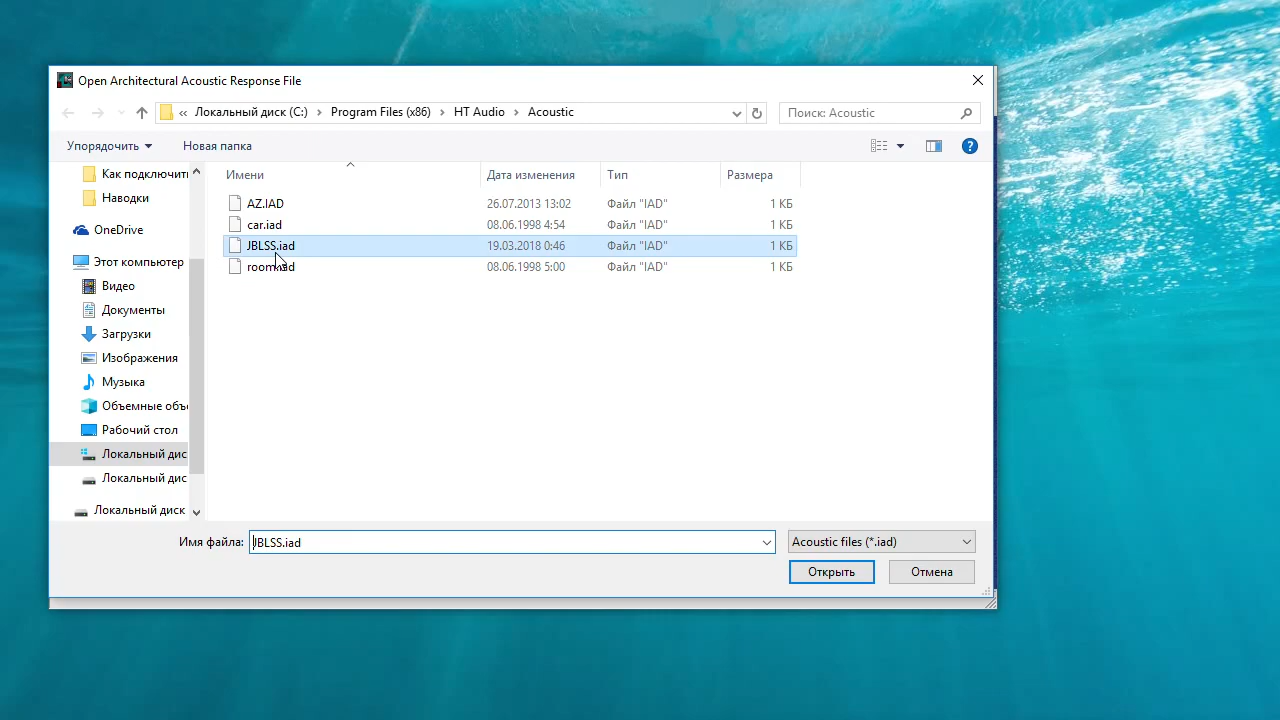 Open Architectural Acoustic Response File
« Локальный диск (C:) Program Files (x86) HT Audio Acoustic
Поиск: Acoustic
Упорядочить
Новая папка
Как подключить
Наводки
OneDrive
Этот компьютер
Видео
Документы
Загрузки
Изображения
Музыка
Объемные объ
Рабочий стол
Локальный дис
Локальный дис
Локальный диск
Имени Дата изменения Тип Размера
AZ.IAD 26.07.2013 13:02 Файл "IAD" 1 КБ
car.iad 08.06.1998 4:54 Файл "IAD" 1 КБ
JBLSS.iad 19.03.2018 0:46 Файл "IAD" 1 КБ
room.iad 08.06.1998 5:00 Файл "IAD" 1 КБ
Имя файла: JBLSS.iad
Acoustic files (*.iad)
Открыть
Отмена